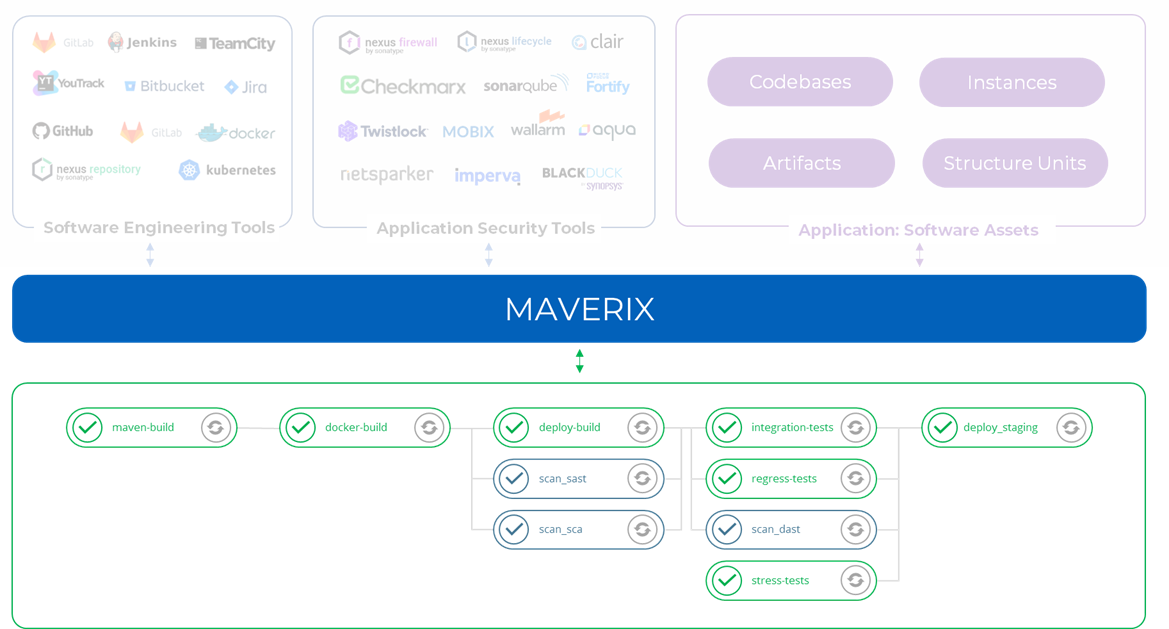 GitLab Jenkins TeamCity
YouTrack Bitbucket Jira
YT
GitHub GitLab docker
nexus repository kubernetes
by sonatype
r
Software Engineering Tools
nexus firewall nexus lifecycle clair
by sonatype by sonatype
f l
Checkmarx sonarqube Fortify
Twistlock MOBIX wallarm aqua
netsparker imperva BLACKDUCK
by SYNOPSYS
Application Security Tools
Codebases Instances
Artifacts Structure Units
Application: Software Assets
MAVERIX
maven-build docker-build deploy-build integration-tests deploy_staging
scan_sast regress-tests
scan_sca scan_dast
stress-tests